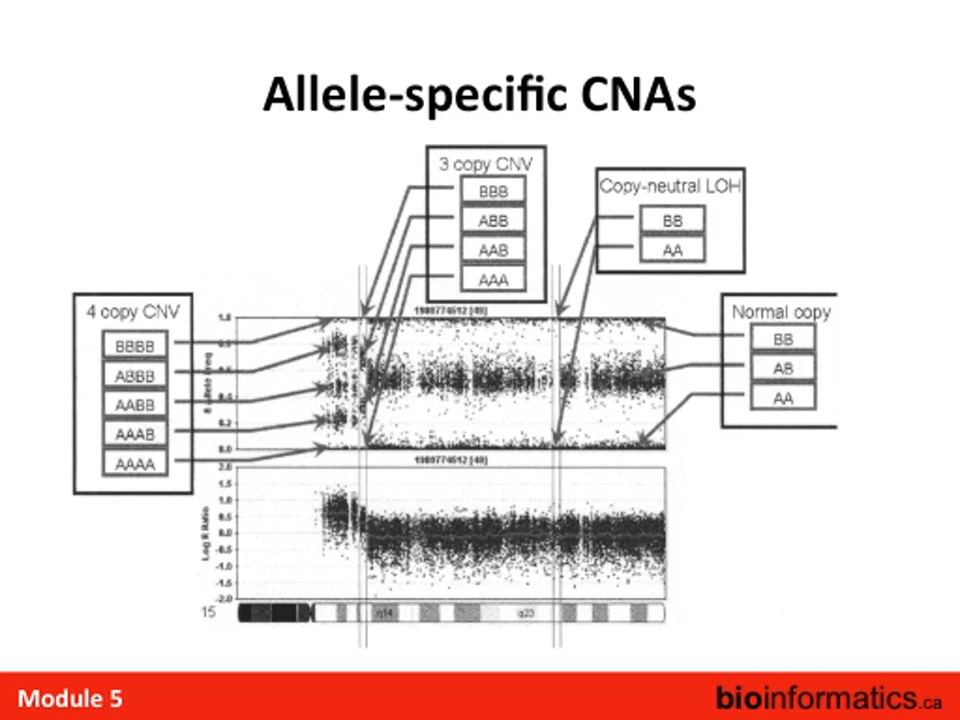 Allele-specific CNAs
3 copy CNV
BBB
ABB
AAB
AAA
Copy-neutral LOH
BB
AA
4 copy CNV
BBBB
ABBB
AABB
AAAB
AAAA
Normal copy
BB
AB
AA
1.0
0.2
0.0
2.0
1.5
1.0
0.5
0.0
-0.5
-1.0
-1.5
-2.0
Log R Ratio
15
q14
q23
Module 5
bioinformatics.ca